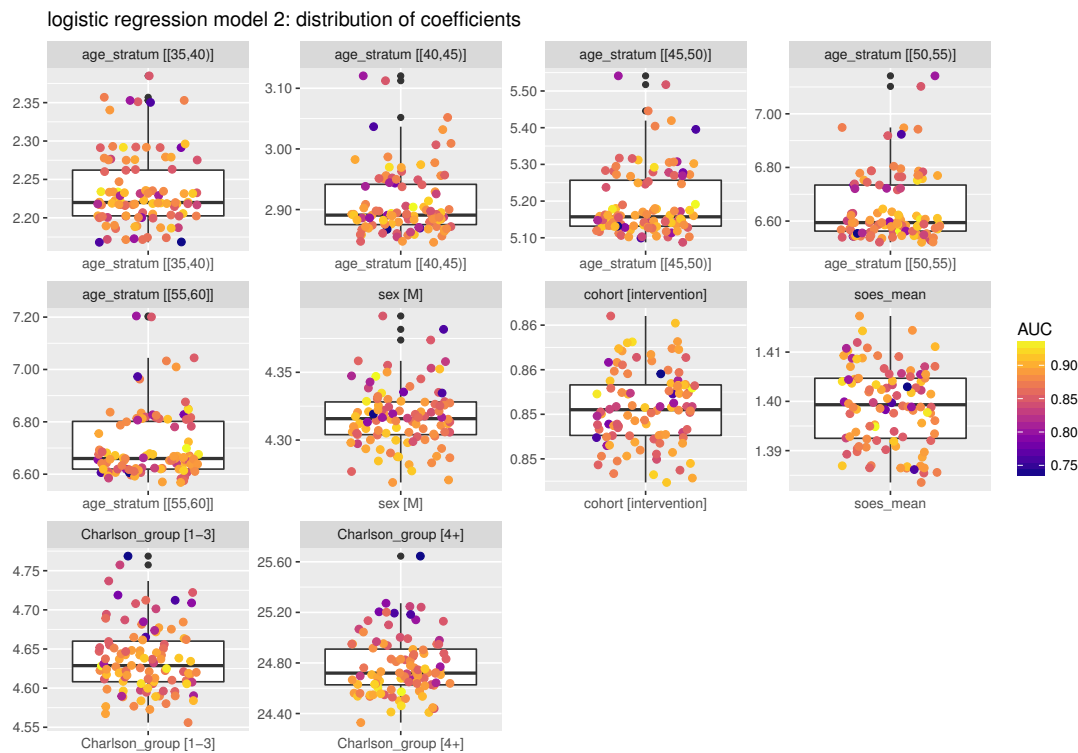 logistic regression model 2: distribution of coefficients
age_stratum [[35,40)] age_stratum [[40,45)] age_stratum [[45,50)] age_stratum [[50,55)]
2.35 3.10 5.50 7.00
2.30 3.00 5.30 6.80
2.20 2.90 5.10 6.60
2.20
age_stratum [[35,40)] age_stratum [[40,45)] age_stratum [[45,50)] age_stratum [[50,55)]
age_stratum [[55,60]] sex [M] cohort [intervention] soes_mean
7.20 4.35 0.86 1.41
7.00 4.30 0.86 1.40
6.80 0.85 1.39
6.60 0.85
age_stratum [[55,60]] sex [M] cohort [intervention] soes_mean
AUC
0.90
0.85
0.80
0.75
Charlson_group [1−3] Charlson_group [4+]
4.75 25.60
4.70 25.20
4.65 24.80
4.60 24.40
4.55
Charlson_group [1−3] Charlson_group [4+]